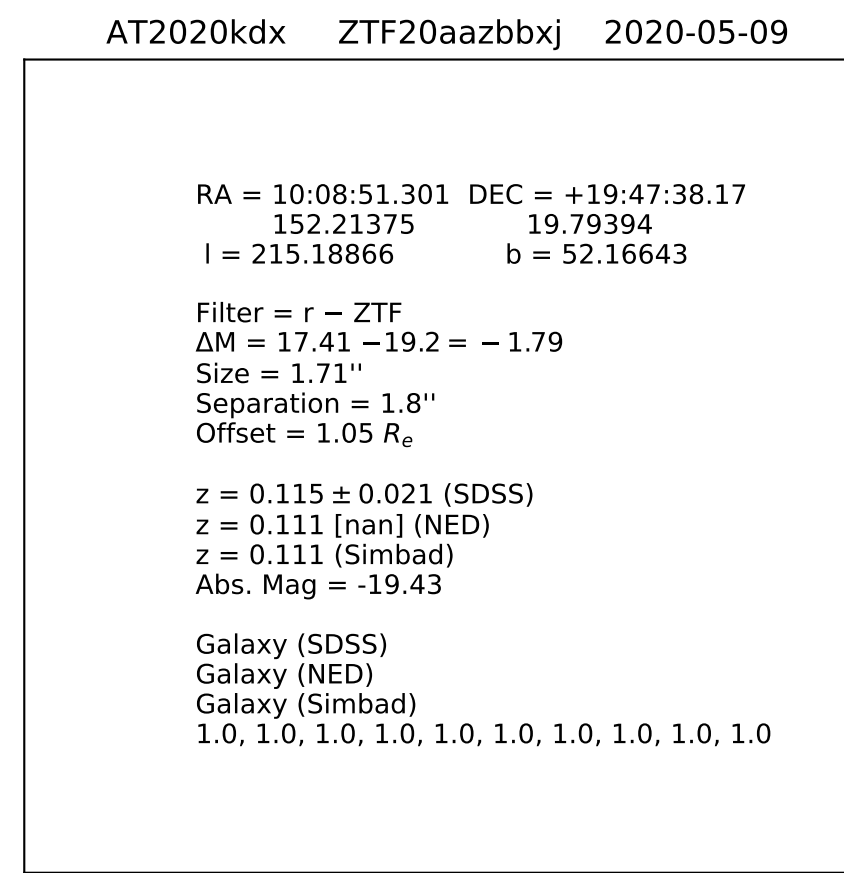 AT2020kdx ZTF20aazbbxj 2020-05-09
RA = 10:08:51.301 DEC = +19:47:38.17
152.21375 19.79394
l = 215.18866 b = 52.16643
Filter = r − ZTF
ΔM = 17.41 −19.2 = − 1.79
Size = 1.71''
Separation = 1.8''
Offset = 1.05 Re
z = 0.115 ± 0.021 (SDSS)
z = 0.111 [nan] (NED)
z = 0.111 (Simbad)
Abs. Mag = -19.43
Galaxy (SDSS)
Galaxy (NED)
Galaxy (Simbad)
1.0, 1.0, 1.0, 1.0, 1.0, 1.0, 1.0, 1.0, 1.0, 1.0